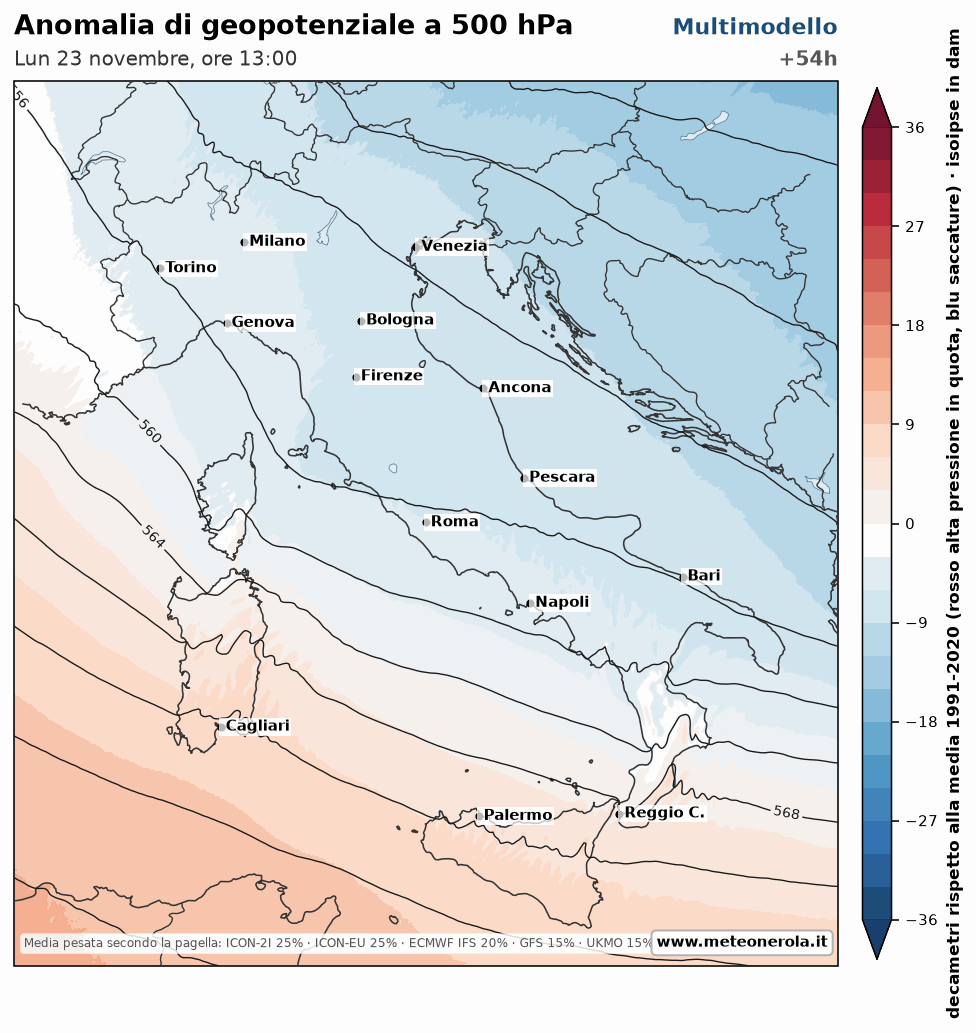 Anomalia di geopotenziale a 500 hPa
Multimodello
Lun 23 novembre, ore 13:00
+54h
56
Milano
Venezia
Torino
Genova
Bologna
Firenze
Ancona
560
Pescara
564
Roma
Bari
Napoli
Cagliari
568
Palermo
Reggio C.
Media pesata secondo la pagella: ICON-2I 25% · ICON-EU 25% · ECMWF IFS 20% · GFS 15% · UKMO 15%
www.meteonerola.it
36
27
18
9
0
−9
−18
−27
−36
decametri rispetto alla media 1991-2020 (rosso alta pressione in quota, blu saccature) · isoipse in dam